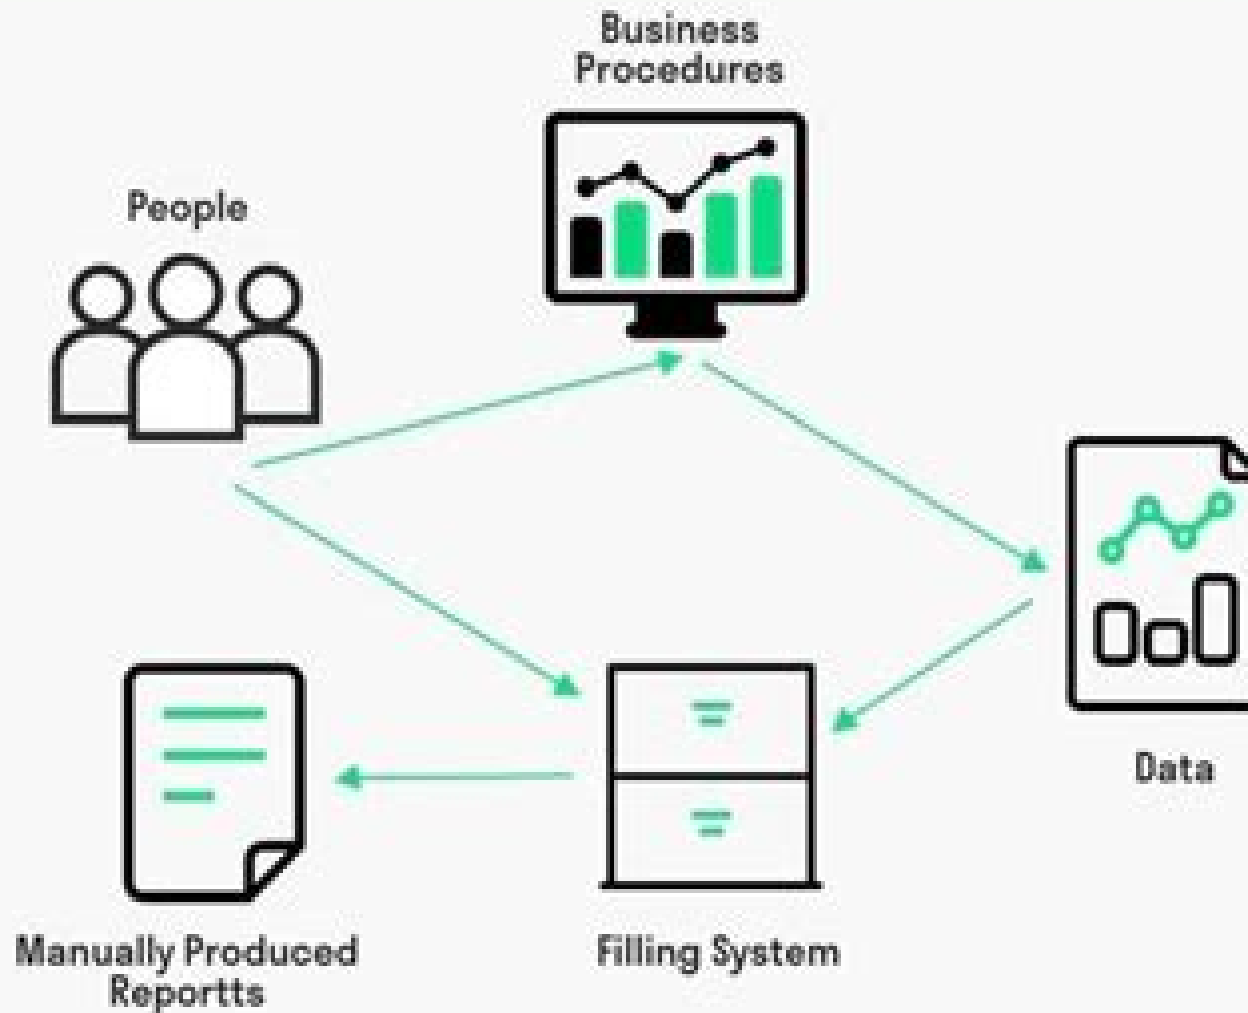 Business
Procedures
People
Data
Manually Produced
Reportts
Filling System